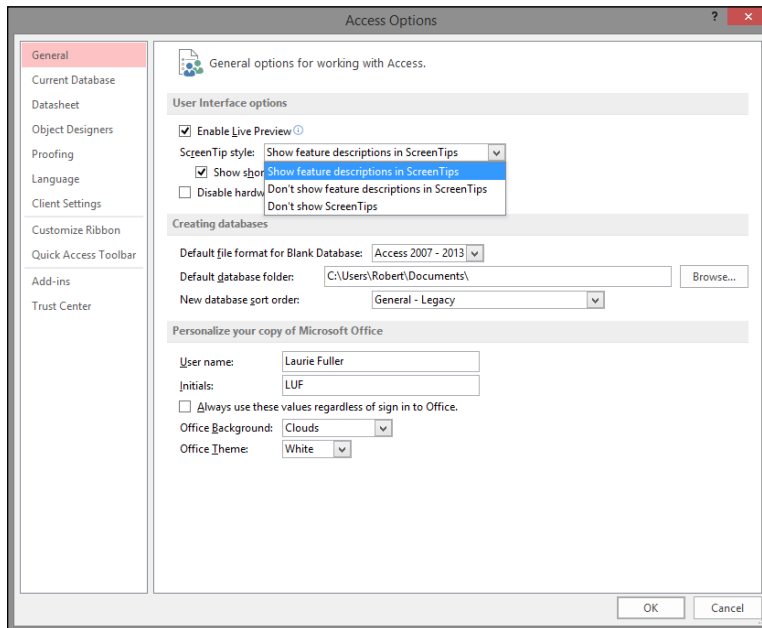 Access Options
?
General
Current Database
Datasheet
Object Designers
Proofing
Language
Client Settings
Customize Ribbon
Quick Access Toolbar
Add-ins
Trust Center
General options for working with Access.
User Interface options
Enable Live Preview
ScreenTip style: Show feature descriptions in ScreenTips
Show shor
Show feature descriptions in ScreenTips
Disable hardw
Don't show feature descriptions in ScreenTips
Don't show ScreenTips
Creating databases
Default file format for Blank Database: Access 2007 - 2013
Default database folder: C:\Users\Robert\Documents\ Browse...
New database sort order: General - Legacy
Personalize your copy of Microsoft Office
User name: Laurie Fuller
Initials: LUF
Always use these values regardless of sign in to Office.
Office Background: Clouds
Office Theme: White
OK Cancel